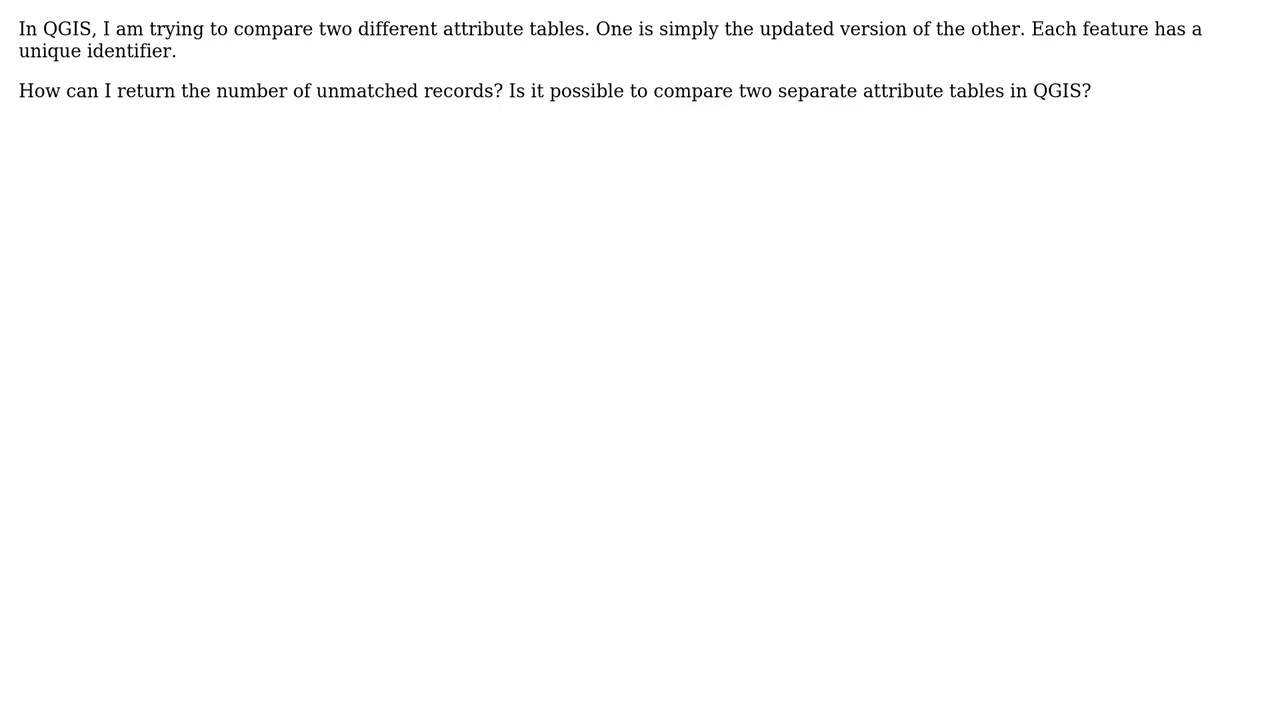 In QGIS, I am trying to compare two different attribute tables. One is simply the updated version of the other. Each feature has a
unique identifier.
How can I return the number of unmatched records? Is it possible to compare two separate attribute tables in QGIS?